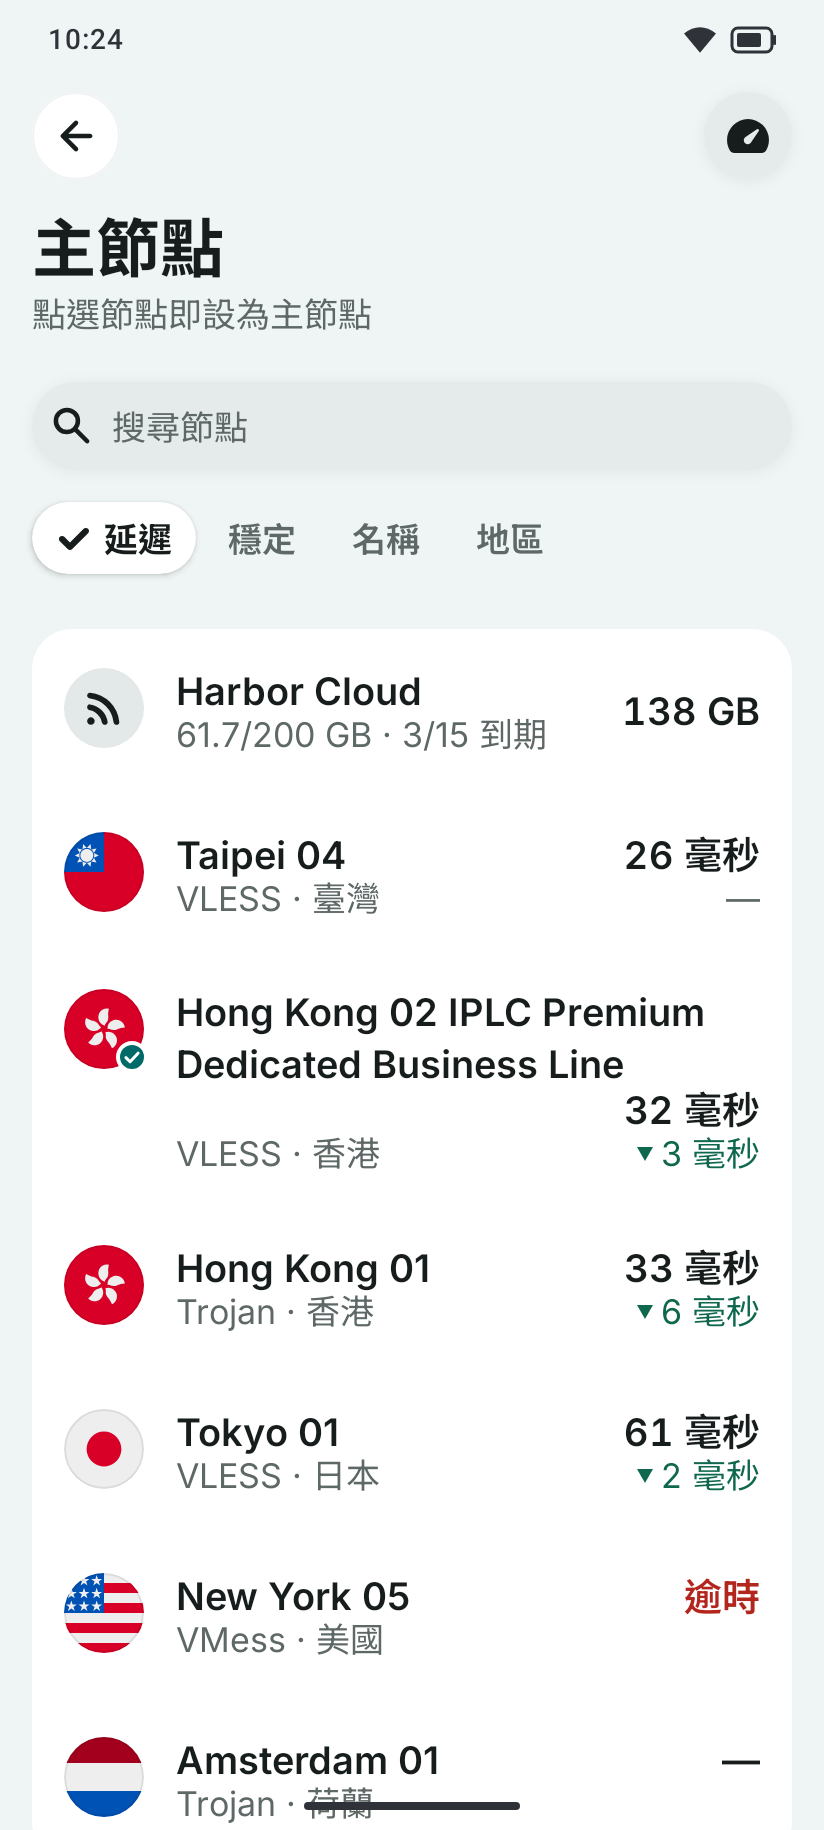 10:24
主節點
點選節點即設為主節點
搜尋節點
延遲 穩定 名稱 地區
Harbor Cloud
61.7/200 GB · 3/15 到期
138 GB
Taipei 04
26 毫秒
VLESS · 臺灣
—
Hong Kong 02 IPLC Premium
Dedicated Business Line
32 毫秒
VLESS · 香港
▼3 毫秒
Hong Kong 01
33 毫秒
Trojan · 香港
▼6 毫秒
Tokyo 01
61 毫秒
VLESS · 日本
▼2 毫秒
New York 05
逾時
VMess · 美國
Amsterdam 01
—
Trojan · 荷蘭